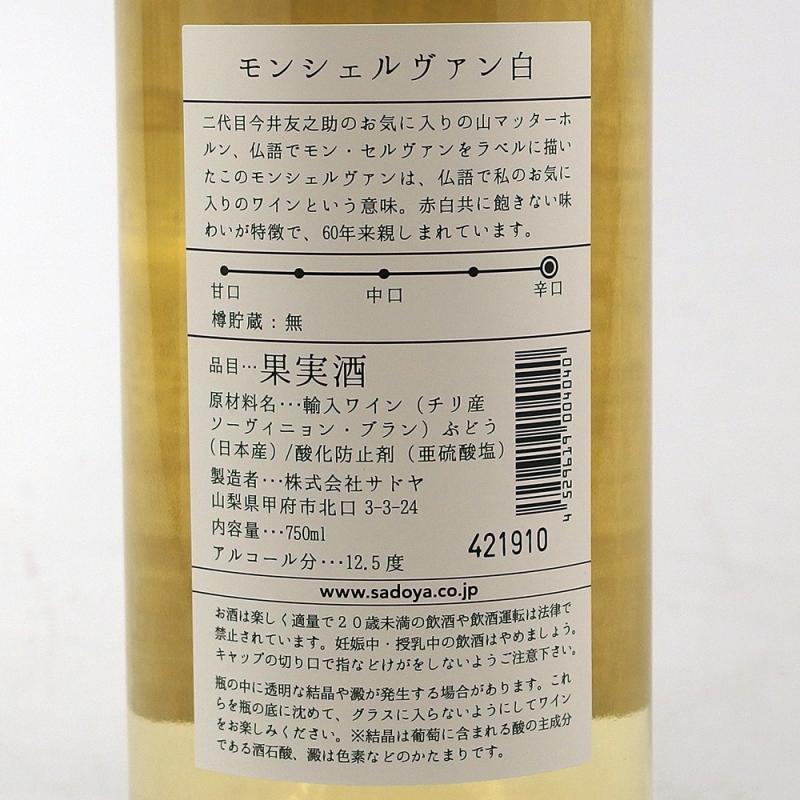 モンシェルヴァン白
二代目今井友之助のお気に入りの山マッターホ
ルン、仏語でモン・セルヴァンをラベルに描い
たこのモンシェルヴァンは、仏語で私のお気に
入りのワインという意味。赤白共に飽きない味
わいが特徴で、60年来親しまれています。
甘口 中口 辛口
樽貯蔵：無
品目…果実酒
原材料名…輸入ワイン（チリ産
ソーヴィニョン・ブラン）ぶどう
(日本産）/酸化防止剤（亜硫酸塩）
製造者…株式会社サドヤ
山梨県甲府市北口 3-3-24
内容量…750ml
アルコール分…12.5度
421910
www.sadoya.co.jp
お酒は楽しく適量で２０歳未満の飲酒や飲酒運転は法律で
禁止されています。妊娠中・授乳中の飲酒はやめましょう。
キャップの切り口で指などけがをしないようご注意下さい。
瓶の中に透明な結晶や澱が発生する場合があります。これ
らを瓶の底に沈めて、グラスに入らないようにしてワイン
をお楽しみください。※結晶は葡萄に含まれる酸の主成分
である酒石酸、澱は色素などのかたまりです。